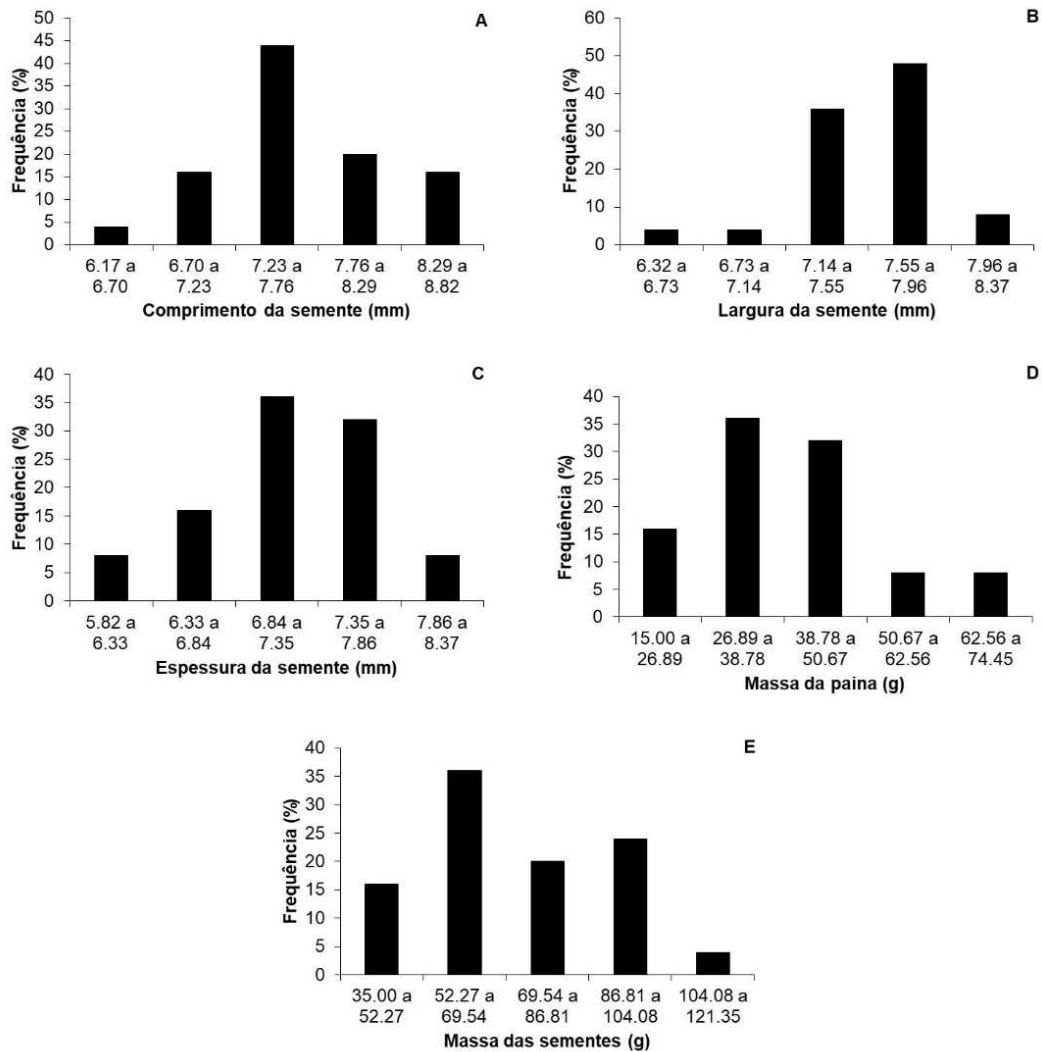 A
Frequência (%)
50
45
40
35
30
25
20
15
10
5
0
6.17 a 6.70 a 7.23 a 7.76 a 8.29 a
6.70 7.23 7.76 8.29 8.82
Comprimento da semente (mm)
B
Frequência (%)
60
50
40
30
20
10
0
6.32 a 6.73 a 7.14 a 7.55 a 7.96 a
6.73 7.14 7.55 7.96 8.37
Largura da semente (mm)
C
Frequência (%)
40
35
30
25
20
15
10
5
0
5.82 a 6.33 a 6.84 a 7.35 a 7.86 a
6.33 6.84 7.35 7.86 8.37
Espessura da semente (mm)
D
Frequência (%)
40
35
30
25
20
15
10
5
0
15.00 a 26.89 a 38.78 a 50.67 a 62.56 a
26.89 38.78 50.67 62.56 74.45
Massa da paina (g)
E
Frequência (%)
40
35
30
25
20
15
10
5
0
35.00 a 52.27 a 69.54 a 86.81 a 104.08 a
52.27 69.54 86.81 104.08 121.35
Massa das sementes (g)